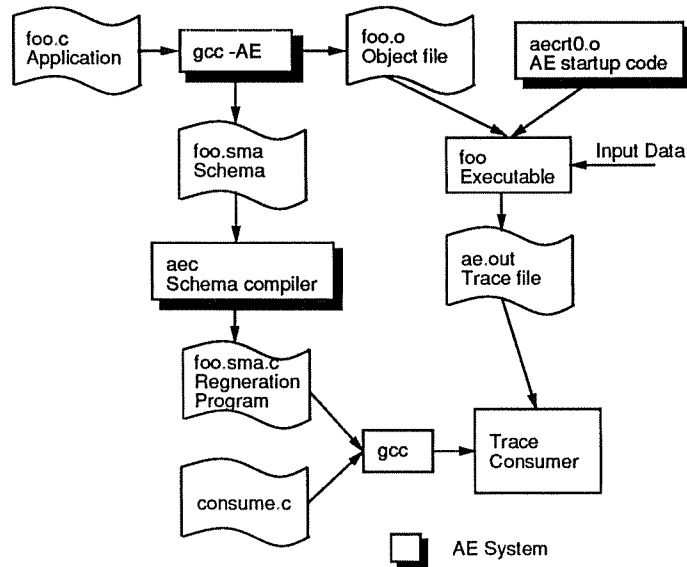 foo.c
Application
gcc -AE
foo.o
Object file
aecrt0.o
AE startup code
foo.sma
Schema
foo
Executable
Input Data
aec
Schema compiler
ae.out
Trace file
foo.sma.c
Regneration
Program
gcc
Trace
Consumer
consume.c
AE System